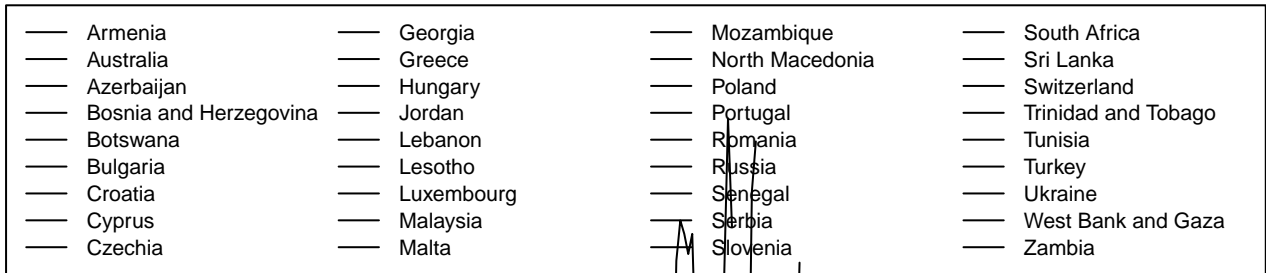 Armenia Georgia Mozambique South Africa
Australia Greece North Macedonia Sri Lanka
Azerbaijan Hungary Poland Switzerland
Bosnia and Herzegovina Jordan Portugal Trinidad and Tobago
Botswana Lebanon Romania Tunisia
Bulgaria Lesotho Russia Turkey
Croatia Luxembourg Senegal Ukraine
Cyprus Malaysia Serbia West Bank and Gaza
Czechia Malta Slovenia Zambia